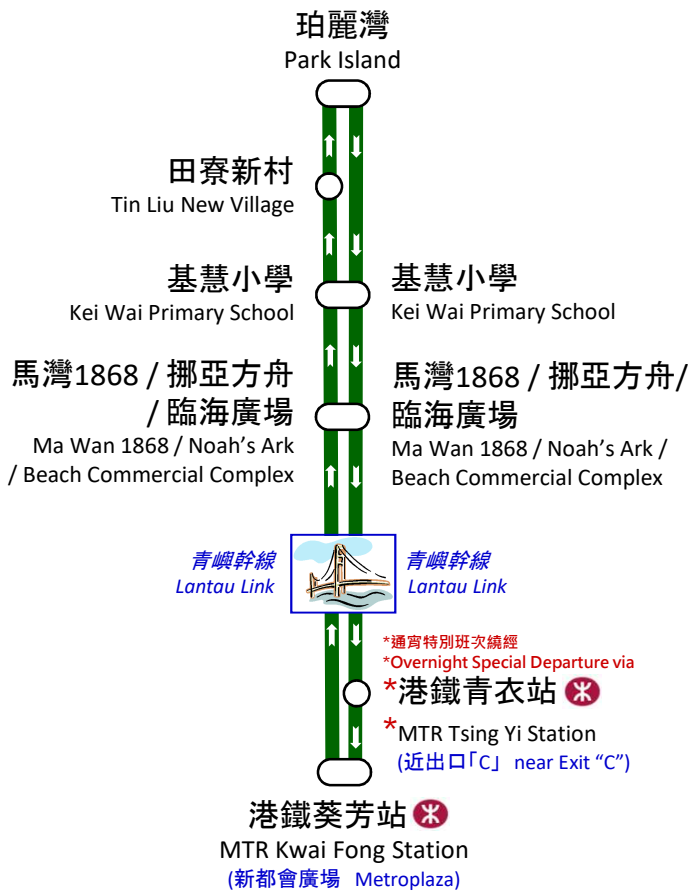 珀麗灣
Park Island
田寮新村
Tin Liu New Village
基慧小學
Kei Wai Primary School
基慧小學
Kei Wai Primary School
馬灣1868 / 挪亞方舟
/ 臨海廣場
Ma Wan 1868 / Noah’s Ark
/ Beach Commercial Complex
馬灣1868 / 挪亞方舟/
臨海廣場
Ma Wan 1868 / Noah’s Ark /
Beach Commercial Complex
青嶼幹線
Lantau Link
青嶼幹線
Lantau Link
*通宵特別班次繞經
*Overnight Special Departure via
*港鐵青衣站
*MTR Tsing Yi Station
(近出口「C」 near Exit “C”)
港鐵葵芳站
MTR Kwai Fong Station
(新都會廣場 Metroplaza)